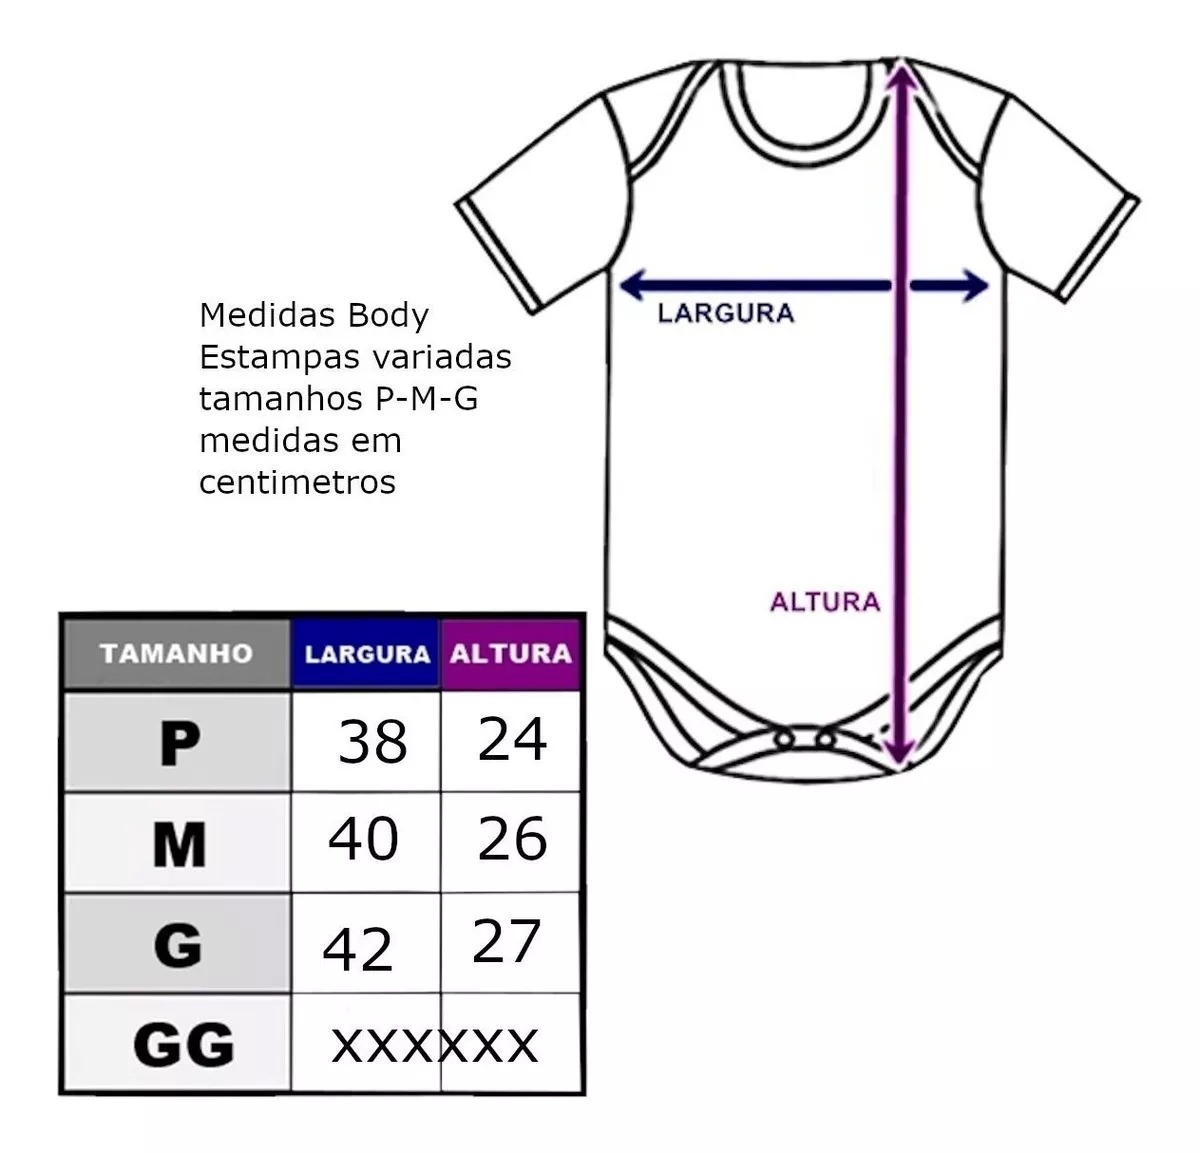 LARGURA
Medidas Body
Estampas variadas
tamanhos P-M-G
medidas em
centimetros
ALTURA
TAMANHO LARGURA ALTURA
P 38 24
M 40 26
G 42 27
GG xxxxxx